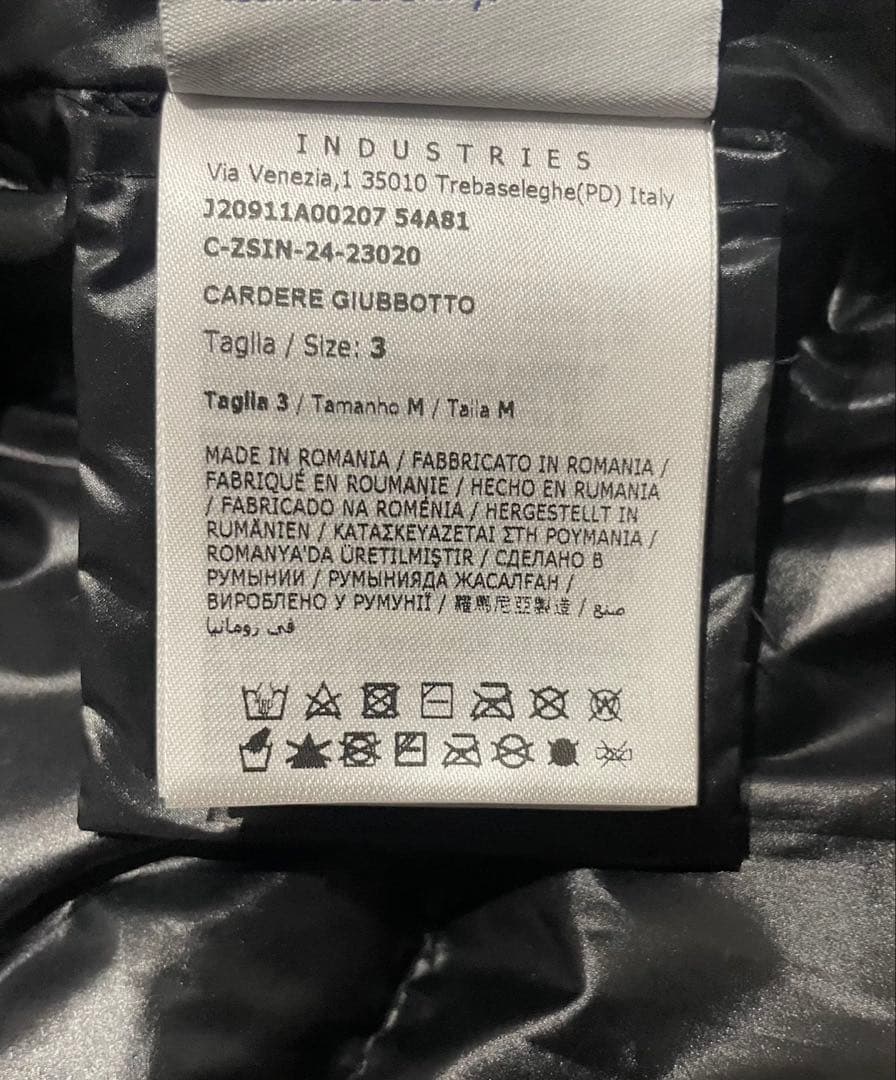 INDUSTRIES
Via Venezia,1 35010 Trebaseleghe(PD) Italy
J20911A00207 54A81
C-ZSIN-24-23020
CARDERE GIUBBOTTO
Taglia / Size: 3
Taglia 3 / Tamanho M / Talla M
MADE IN ROMANIA / FABBRICATO IN ROMANIA /
FABRIQUÉ EN ROUMANIE / HECHO EN RUMANIA
/ FABRICADO NA ROMÉNIA / HERGESTELLT IN
RUMÄNIEN / ΚΑΤΑΣΚΕΥΑΖΕΤΑΙ ΣΤΗ ΡΟΥΜΑΝΙΑ /
ROMANYA'DA ÜRETILMIŞTIR / СДЕЛАНО В
РУМЫНИИ / РУМЫНИЯДА ЖАСАЛҒАН /
ВИРОБЛЕНО У РУМУНІЇ / 羅馬尼亞製造 / صنع
في رومانيا